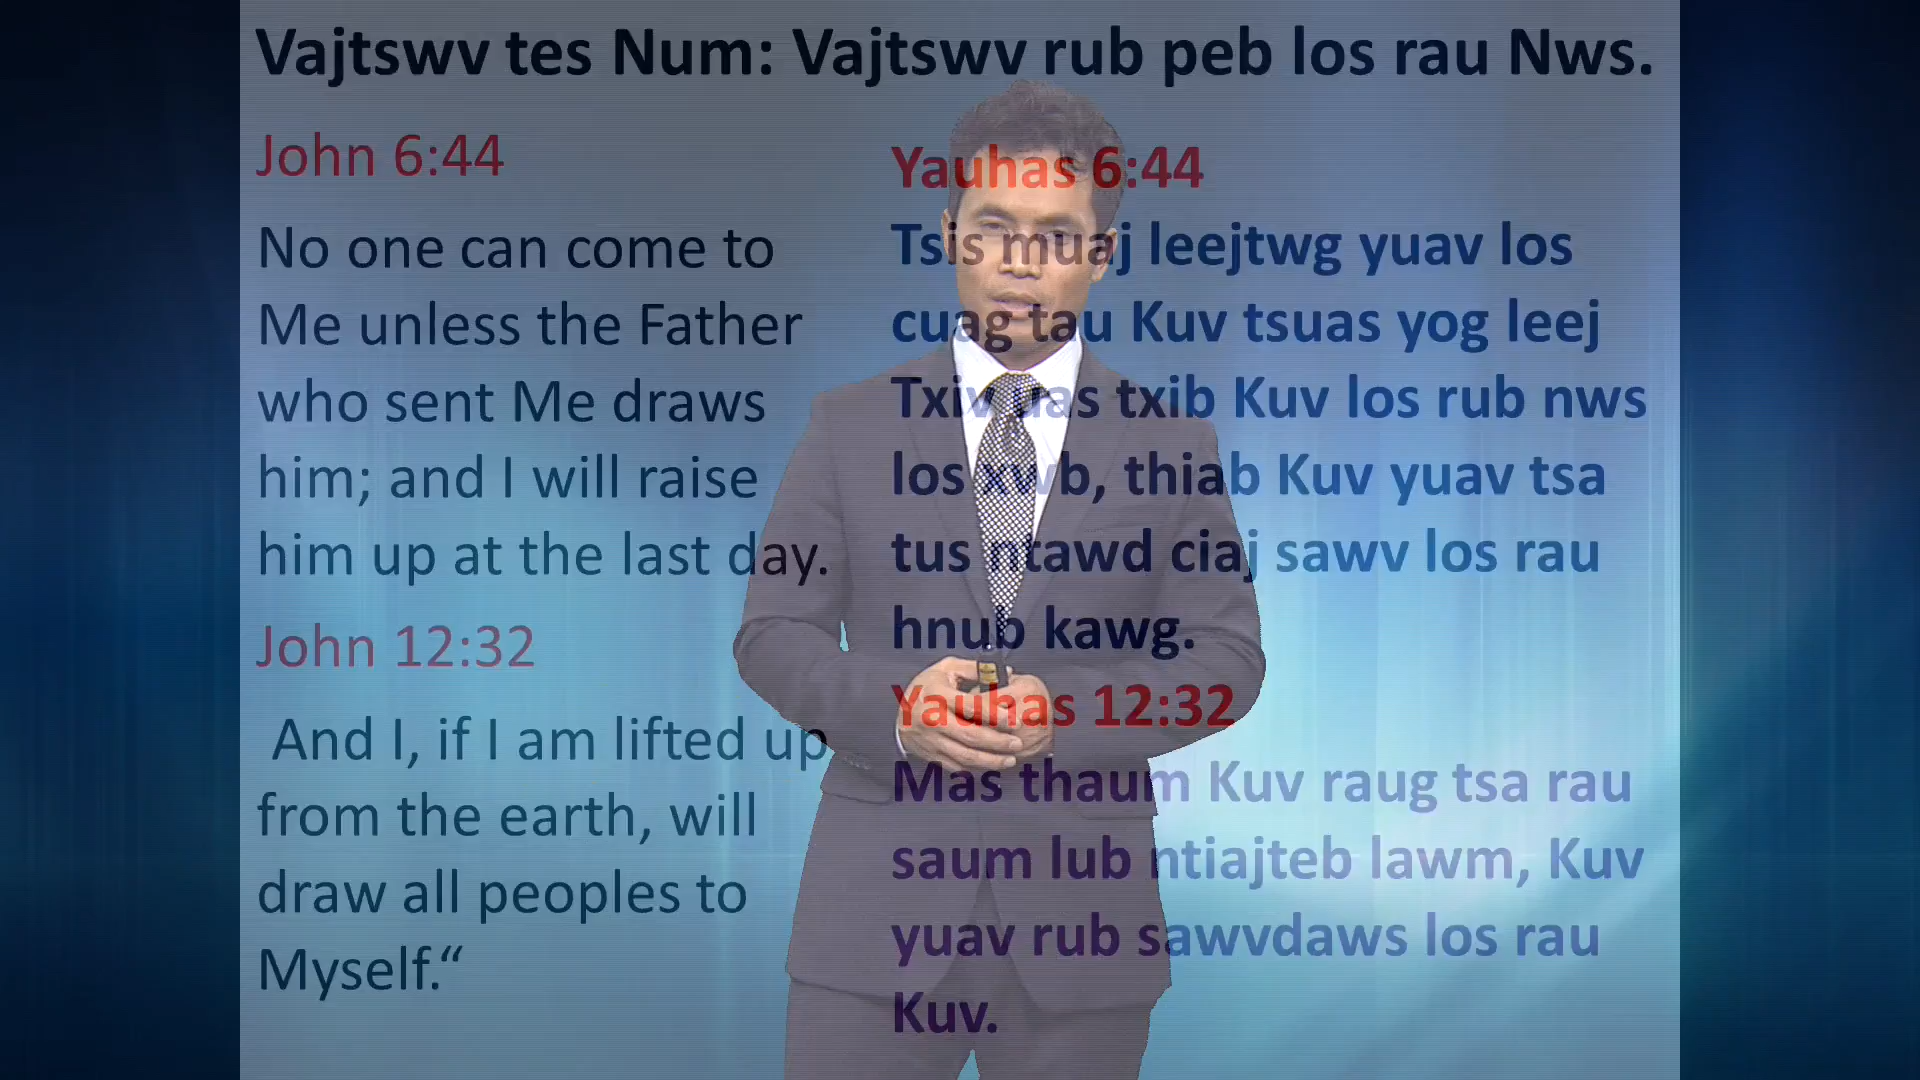 Vajtswv tes Num: Vajtswv rub peb los rau Nws.
John 6:44
No one can come to
Me unless the Father
who sent Me draws
him; and I will raise
him up at the last day.
John 12:32
And I, if I am lifted up
from the earth, will
draw all peoples to
Myself.“
Yauhas 6:44
Tsis muaj leejtwg yuav los
cuag tau Kuv tsuas yog leej
Txiv uas txib Kuv los rub nws
los xwb, thiab Kuv yuav tsa
tus ntawd ciaj sawv los rau
hnub kawg.
Yauhas 12:32
Mas thaum Kuv raug tsa rau
saum lub ntiajteb lawm, Kuv
yuav rub sawvdaws los rau
Kuv.